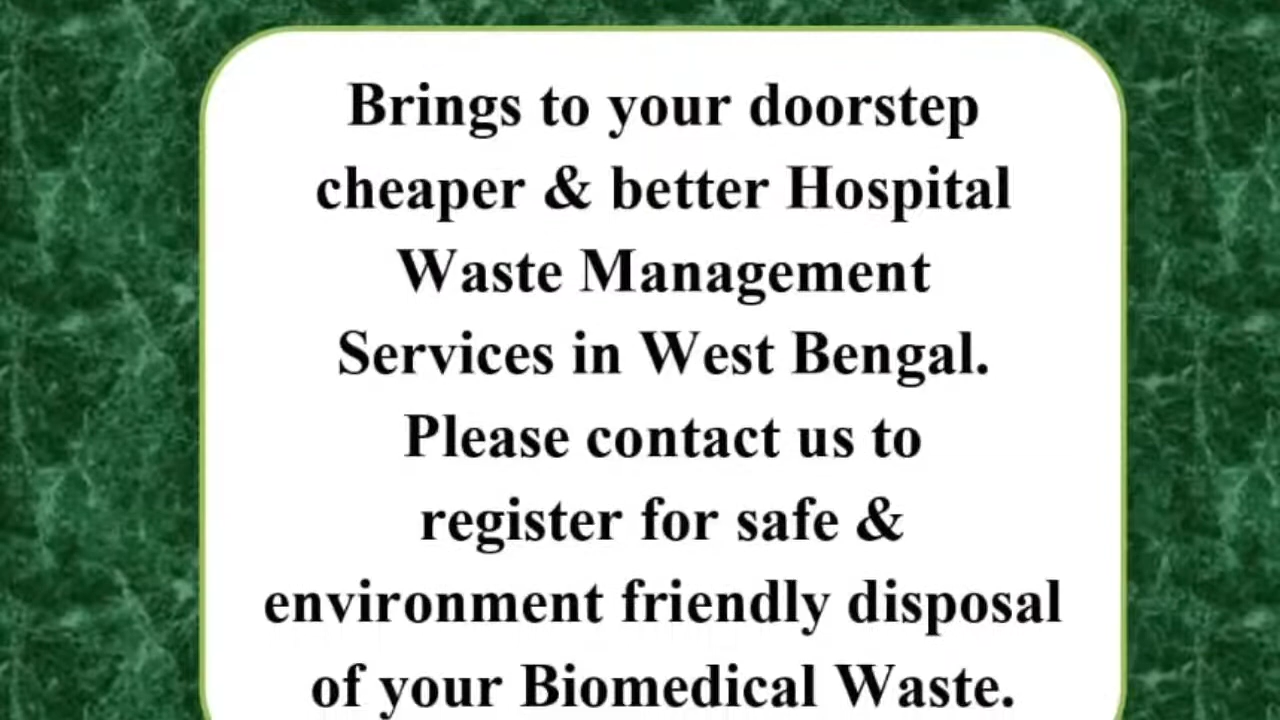 Brings to your doorstep
cheaper & better Hospital
Waste Management
Services in West Bengal.
Please contact us to
register for safe &
environment friendly disposal
of your Biomedical Waste.